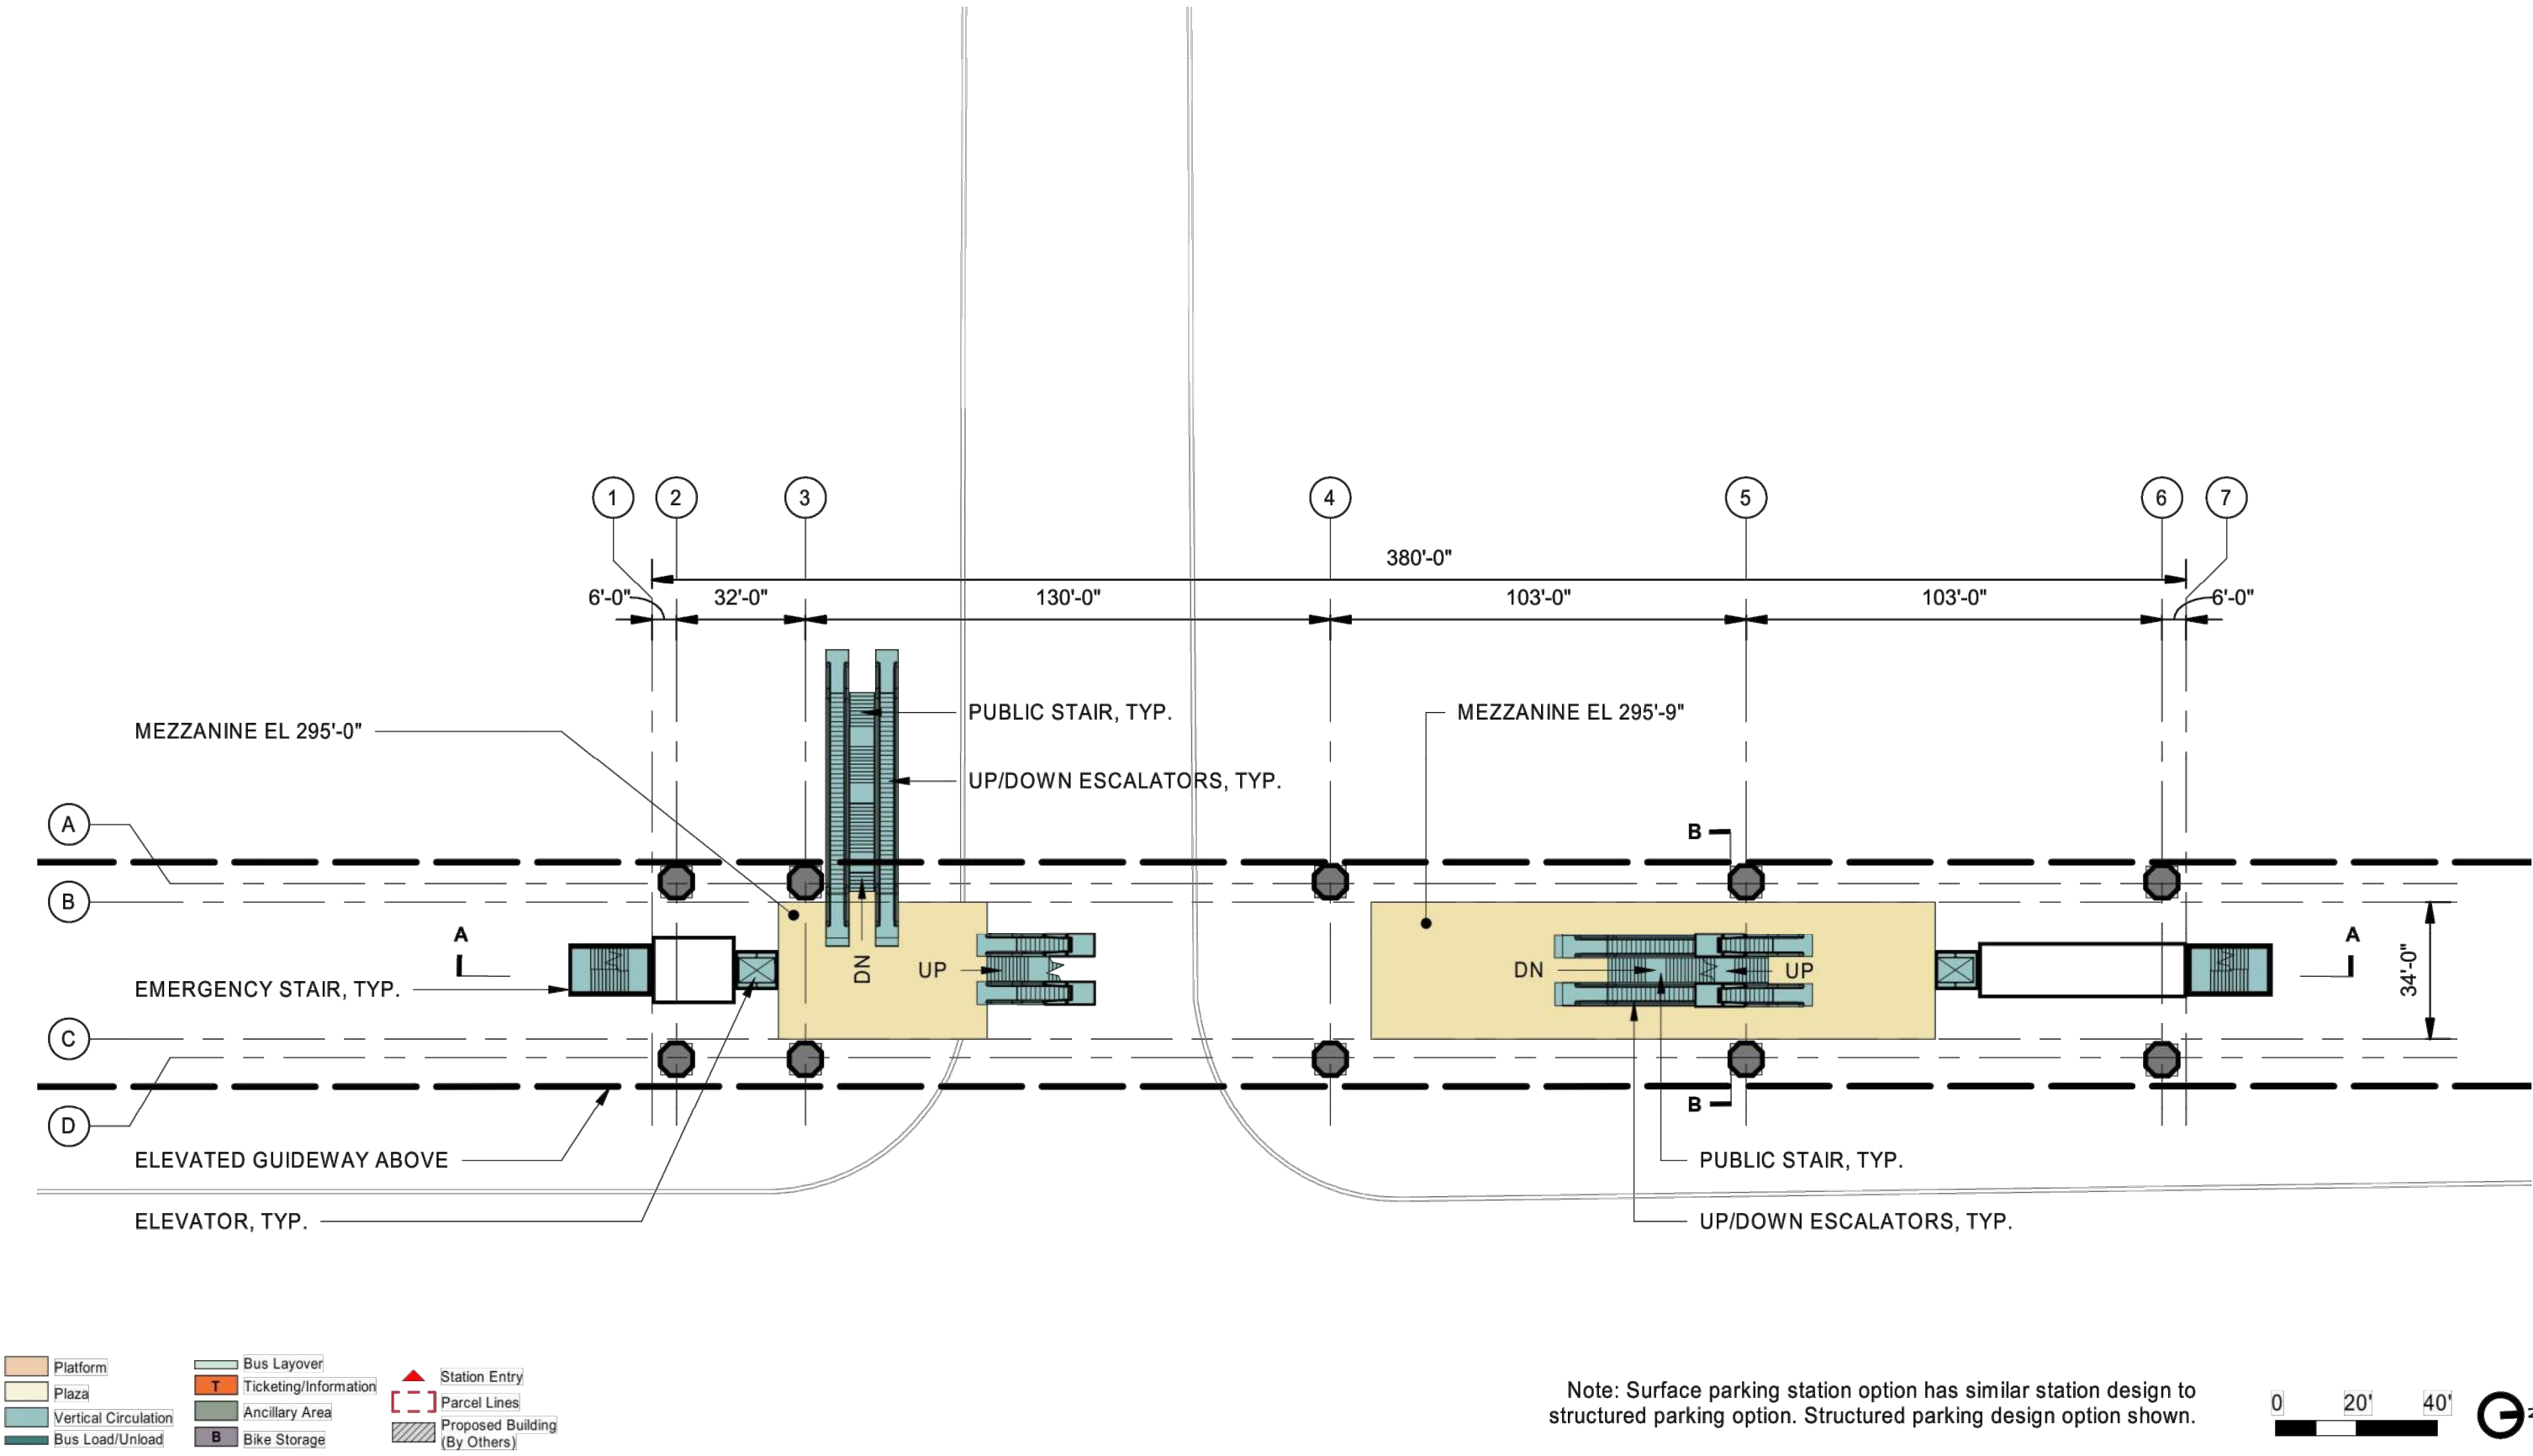 1
2
3
4
5
6
7
380'-0"
6'-0"
32'-0"
130'-0"
103'-0"
103'-0"
6'-0"
PUBLIC STAIR, TYP.
MEZZANINE EL 295'-9"
MEZZANINE EL 295'-0"
UP/DOWN ESCALATORS, TYP.
A
B
B
A
A
DN
UP
DN
UP
34'-0"
EMERGENCY STAIR, TYP.
C
B
D
ELEVATED GUIDEWAY ABOVE
PUBLIC STAIR, TYP.
ELEVATOR, TYP.
UP/DOWN ESCALATORS, TYP.
Platform
Plaza
Vertical Circulation
Bus Load/Unload
Bus Layover
T Ticketing/Information
Ancillary Area
B Bike Storage
Station Entry
Parcel Lines
Proposed Building
(By Others)
Note: Surface parking station option has similar station design to
structured parking option. Structured parking design option shown.
0 20' 40'